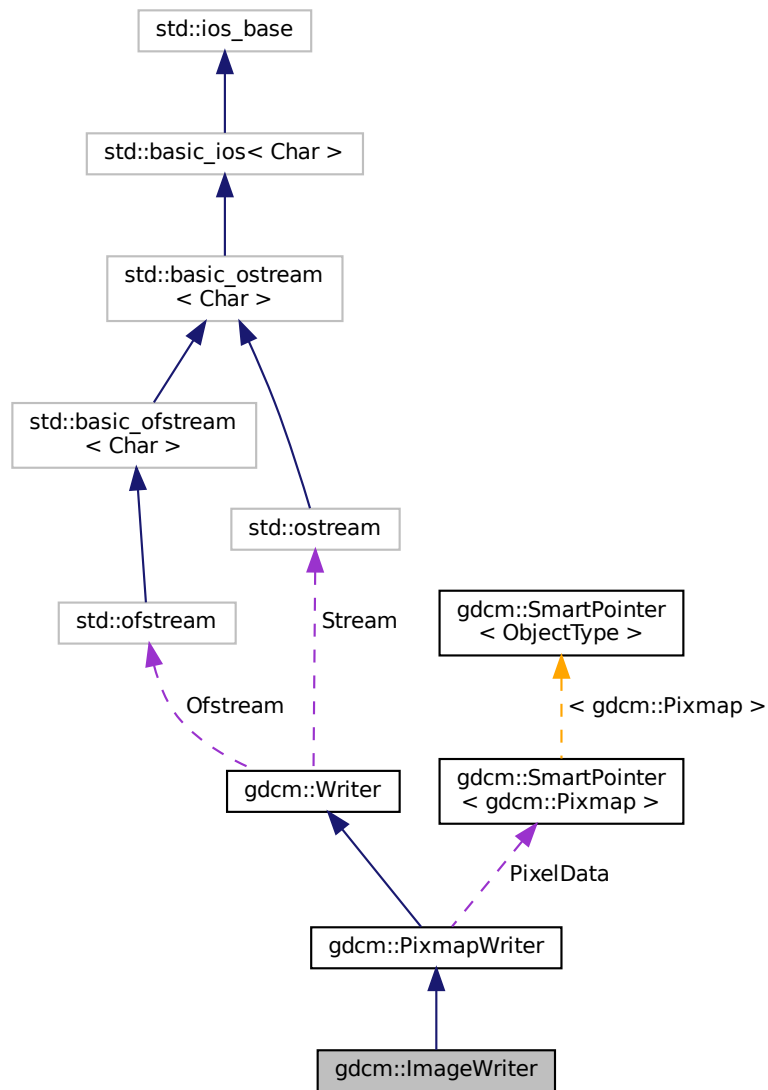 std::ios_base
std::basic_ios< Char >
std::basic_ostream
< Char >
std::basic_ofstream
< Char >
std::ostream
std::ofstream
Stream
gdcm::SmartPointer
< ObjectType >
Ofstream
< gdcm::Pixmap >
gdcm::Writer
gdcm::SmartPointer
< gdcm::Pixmap >
PixelData
gdcm::PixmapWriter
gdcm::ImageWriter